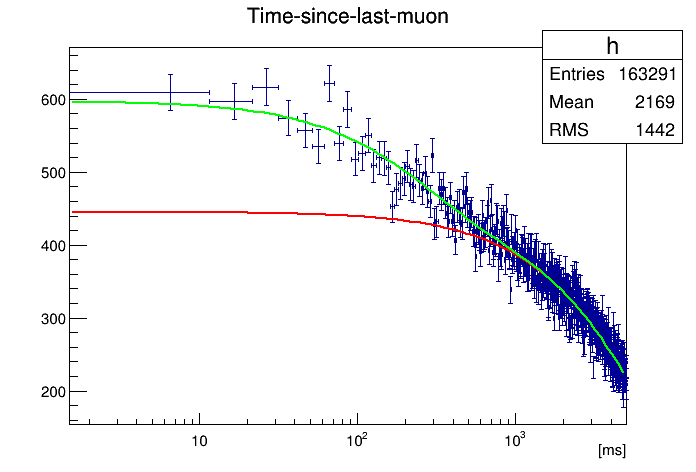 Time-since-last-muon
h
Entries 163291
Mean 2169
RMS 1442
600
500
400
300
200
10
10²
10³
[ms]